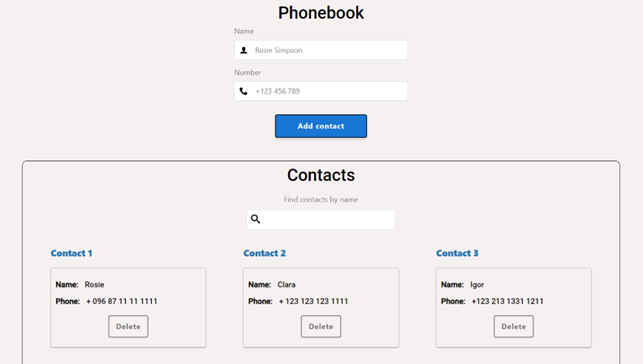 Phonebook
Name
Rosie Simpson
Number
+123 456 789
Add contact
Contacts
Find contacts by name
Contact 1
Name: Rosie
Phone: + 096 87 11 11 1111
Delete
Contact 2
Name: Clara
Phone: + 123 123 123 1111
Delete
Contact 3
Name: Igor
Phone: +123 213 1331 1211
Delete